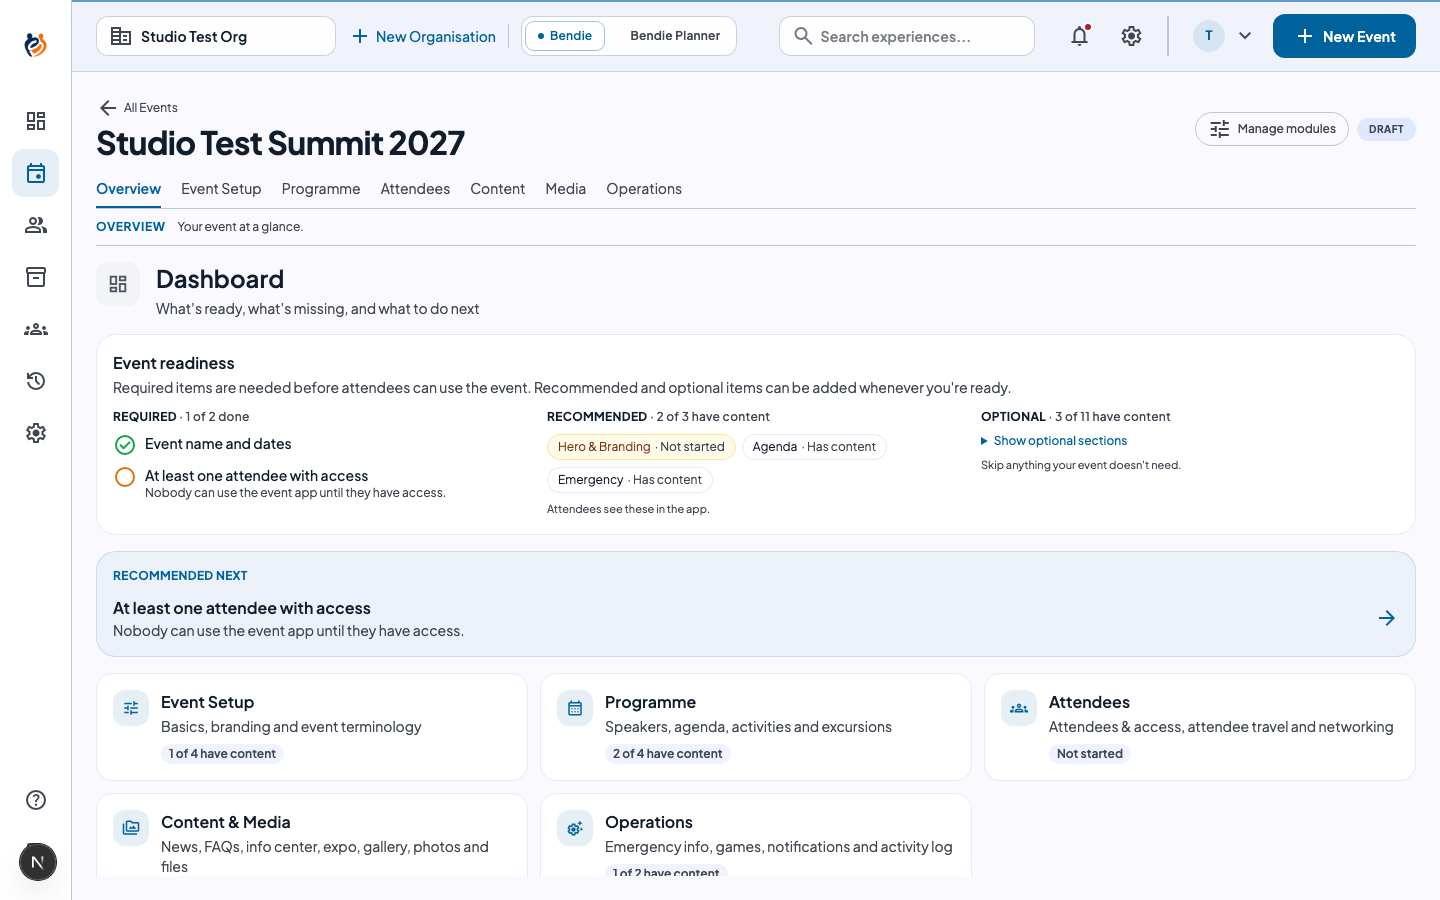 Studio Test Org
New Organisation
Bendie
Bendie Planner
Search experiences...
T
New Event
All Events
Studio Test Summit 2027
Manage modules
DRAFT
Overview
Event Setup
Programme
Attendees
Content
Media
Operations
OVERVIEW Your event at a glance.
Dashboard
What's ready, what's missing, and what to do next
Event readiness
Required items are needed before attendees can use the event. Recommended and optional items can be added whenever you're ready.
REQUIRED · 1 of 2 done
Event name and dates
At least one attendee with access
Nobody can use the event app until they have access.
RECOMMENDED · 2 of 3 have content
Hero & Branding · Not started
Agenda · Has content
Emergency · Has content
Attendees see these in the app.
OPTIONAL · 3 of 11 have content
Show optional sections
Skip anything your event doesn't need.
RECOMMENDED NEXT
At least one attendee with access
Nobody can use the event app until they have access.
Event Setup
Basics, branding and event terminology
1 of 4 have content
Programme
Speakers, agenda, activities and excursions
2 of 4 have content
Attendees
Attendees & access, attendee travel and networking
Not started
Content & Media
News, FAQs, info center, expo, gallery, photos and
files
Operations
Emergency info, games, notifications and activity log
1 of 2 have content
N